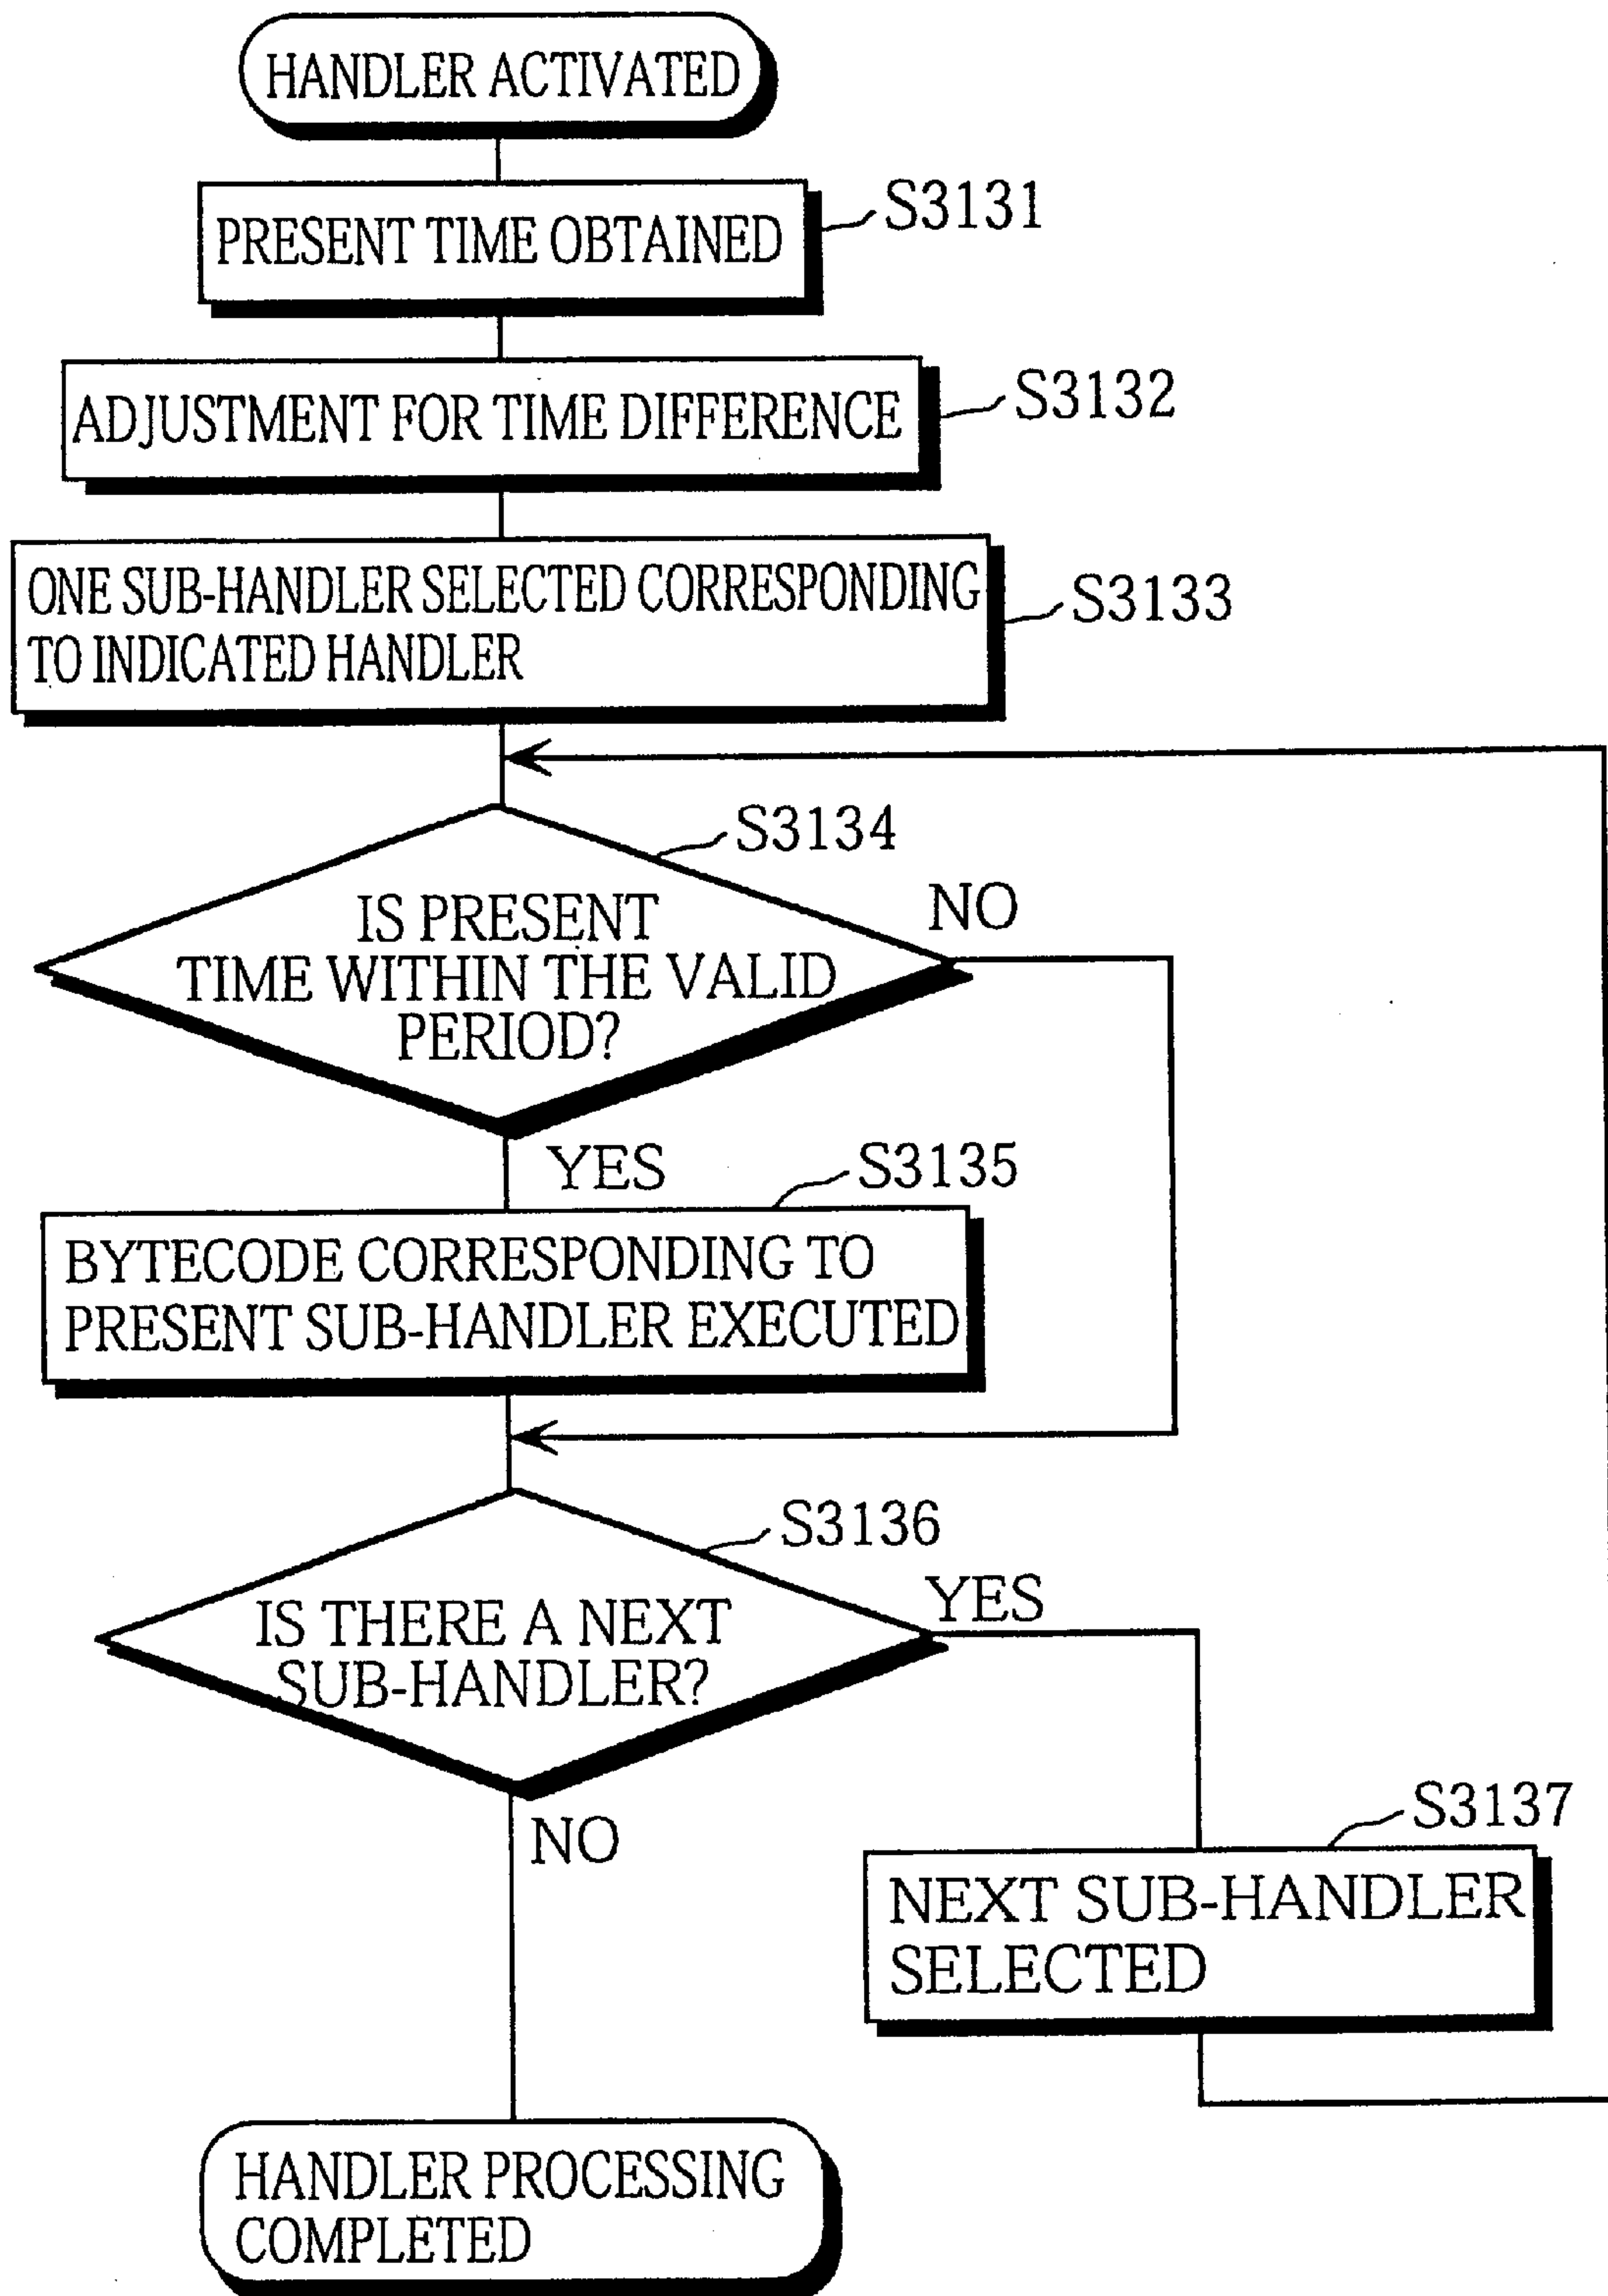 HANDLER ACTIVATED
S3131
PRESENT TIME OBTAINED
S3132
ADJUSTMENT FOR TIME DIFFERENCE
S3133
ONE SUB-HANDLER SELECTED CORRESPONDING
TO INDICATED HANDLER
S3134
NO
IS PRESENT
TIME WITHIN THE VALID
PERIOD?
YES
S3135
BYTECODE CORRESPONDING TO
PRESENT SUB-HANDLER EXECUTED
S3136
YES
IS THERE A NEXT
SUB-HANDLER?
NO
S3137
NEXT SUB-HANDLER
SELECTED
HANDLER PROCESSING
COMPLETED